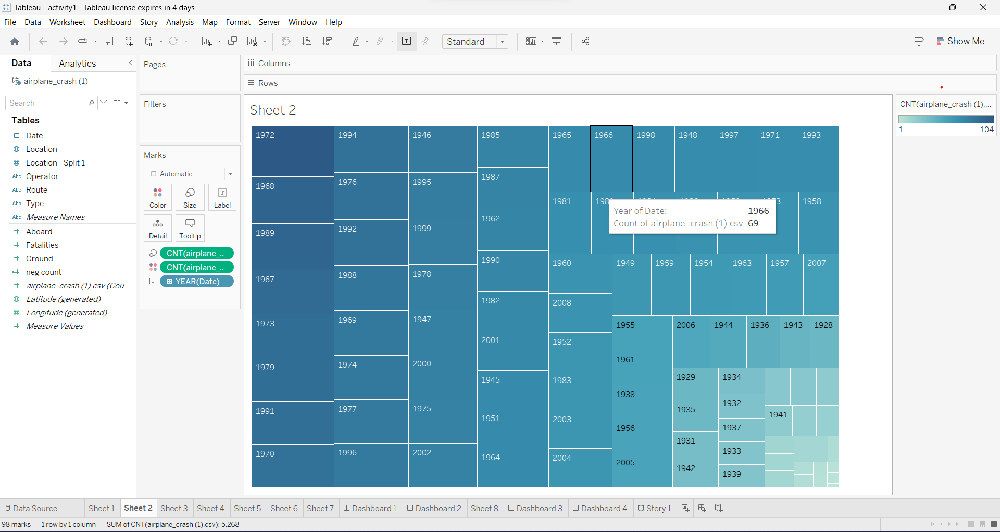 Tableau - activity1 - Tableau license expires in 4 days
File Data Worksheet Dashboard Story Analysis Map Format Server Window Help
Standard
Show Me
Data Analytics
airplane_crash (1)
Search
Tables
Date
Location
Location - Split 1
Abc Operator
Abc Route
Abc Type
Abc Measure Names
Aboard
Fatalities
Ground
neg count
airplane_crash (1).csv (Cou...
Latitude (generated)
Longitude (generated)
Measure Values
Pages
Filters
Marks
Automatic
Color Size Label
Detail Tooltip
CNT(airplane_..
CNT(airplane_..
YEAR(Date)
Columns
Rows
Sheet 2
1972
1968
1989
1967
1973
1979
1991
1970
1994
1976
1992
1988
1969
1974
1977
1996
1946
1995
1999
1978
1947
2000
1975
2002
1985
1987
1962
1990
1982
2001
1945
1951
1964
1965 1966 1998 1948 1997 1971 1993
1981 1958
Year of Date: 1966
Count of airplane_crash (1).csv: 69
1960
2008
1952
1983
2003
2004
1949 1959 1954 1963 1957 2007
1955
1961
1938
1956
2005
2006 1944 1936 1943 1928
1929
1935
1931
1942
1934
1932
1937
1933
1939
1941
CNT(airplane_crash (1)....
1 104
Data Source Sheet 1 Sheet 2 Sheet 3 Sheet 4 Sheet 5 Sheet 6 Sheet 7 Dashboard 1 Dashboard 2 Sheet 8 Dashboard 3 Dashboard 4 Story 1
98 marks 1 row by 1 column SUM of CNT(airplane_crash (1).csv): 5,268